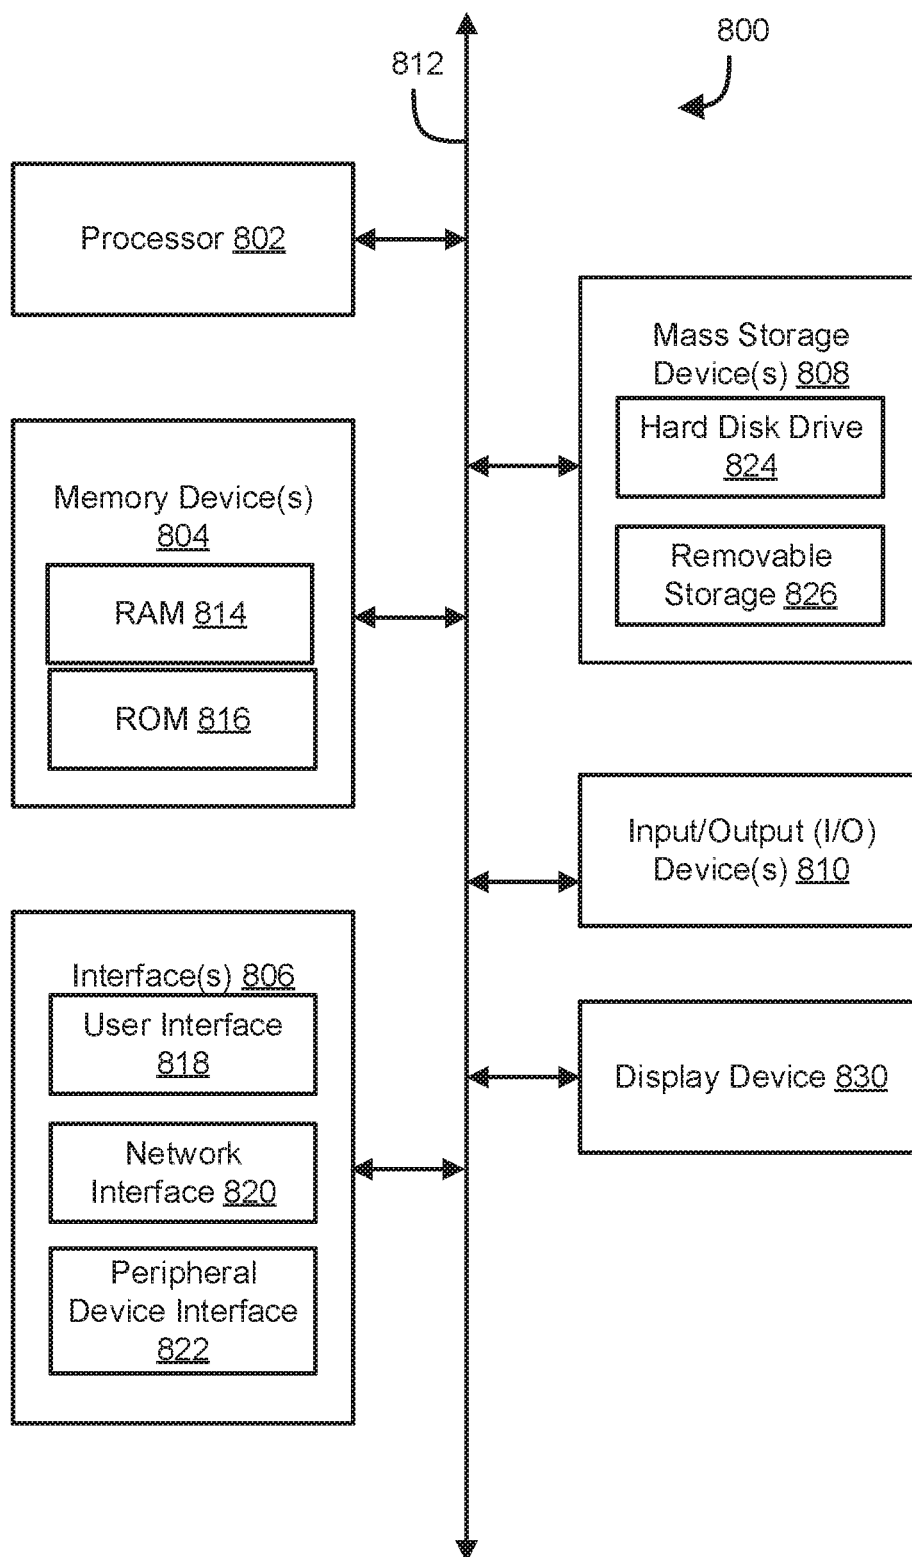 800
812
Processor 802
Mass Storage
Device(s) 808
Hard Disk Drive
824
Removable
Storage 826
Memory Device(s)
804
RAM 814
ROM 816
Input/Output (I/O)
Device(s) 810
Interface(s) 806
User Interface
818
Network
Interface 820
Peripheral
Device Interface
822
Display Device 830